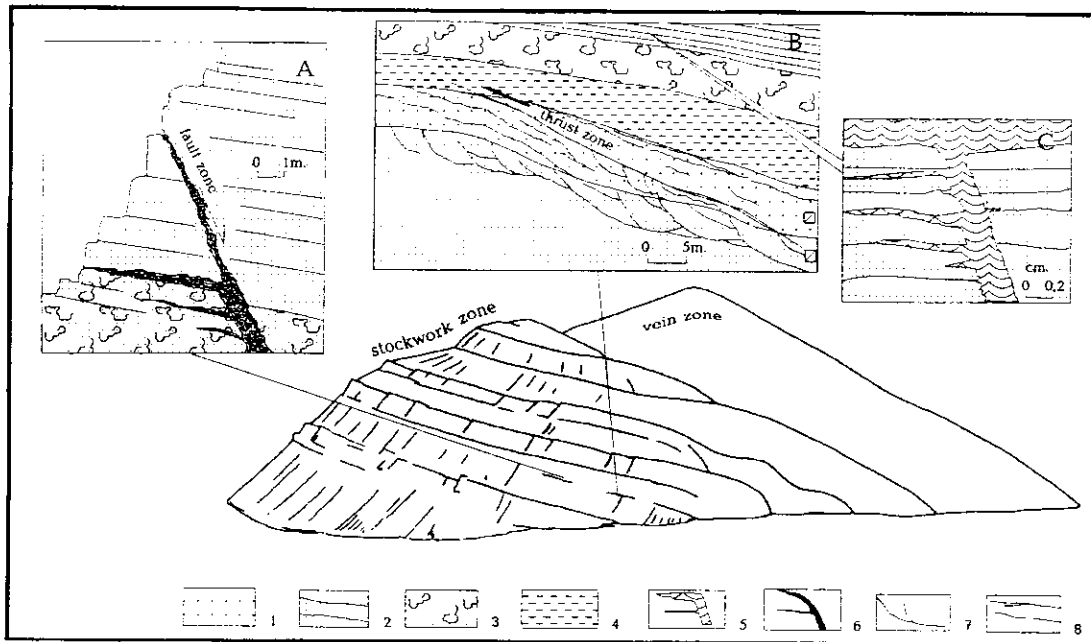 A
fault zone
0 1m.
B
thrust zone
0 5m.
C
cm.
0 0,2
stockwork zone
voin zone
1 2 3 4 5 6 7 8